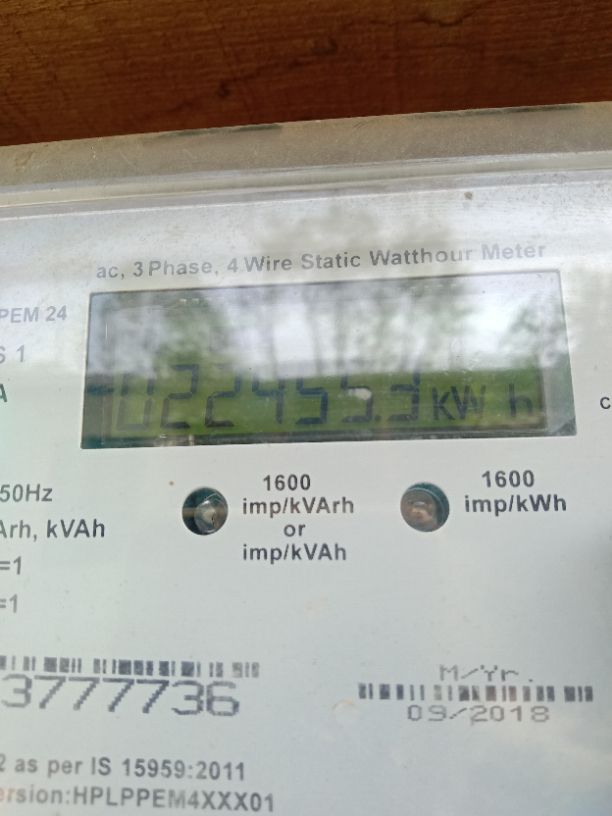 ac, 3 Phase, 4 Wire Static Watthour Meter
PEM 24
S 1
A
022455.3 kW h
c
50Hz
Arh, kVAh
=1
=1
1600
imp/kVArh
or
imp/kVAh
1600
imp/kWh
3777736
M/Yr.
09/2018
2 as per IS 15959:2011
ersion:HPLPPEM4XXX01